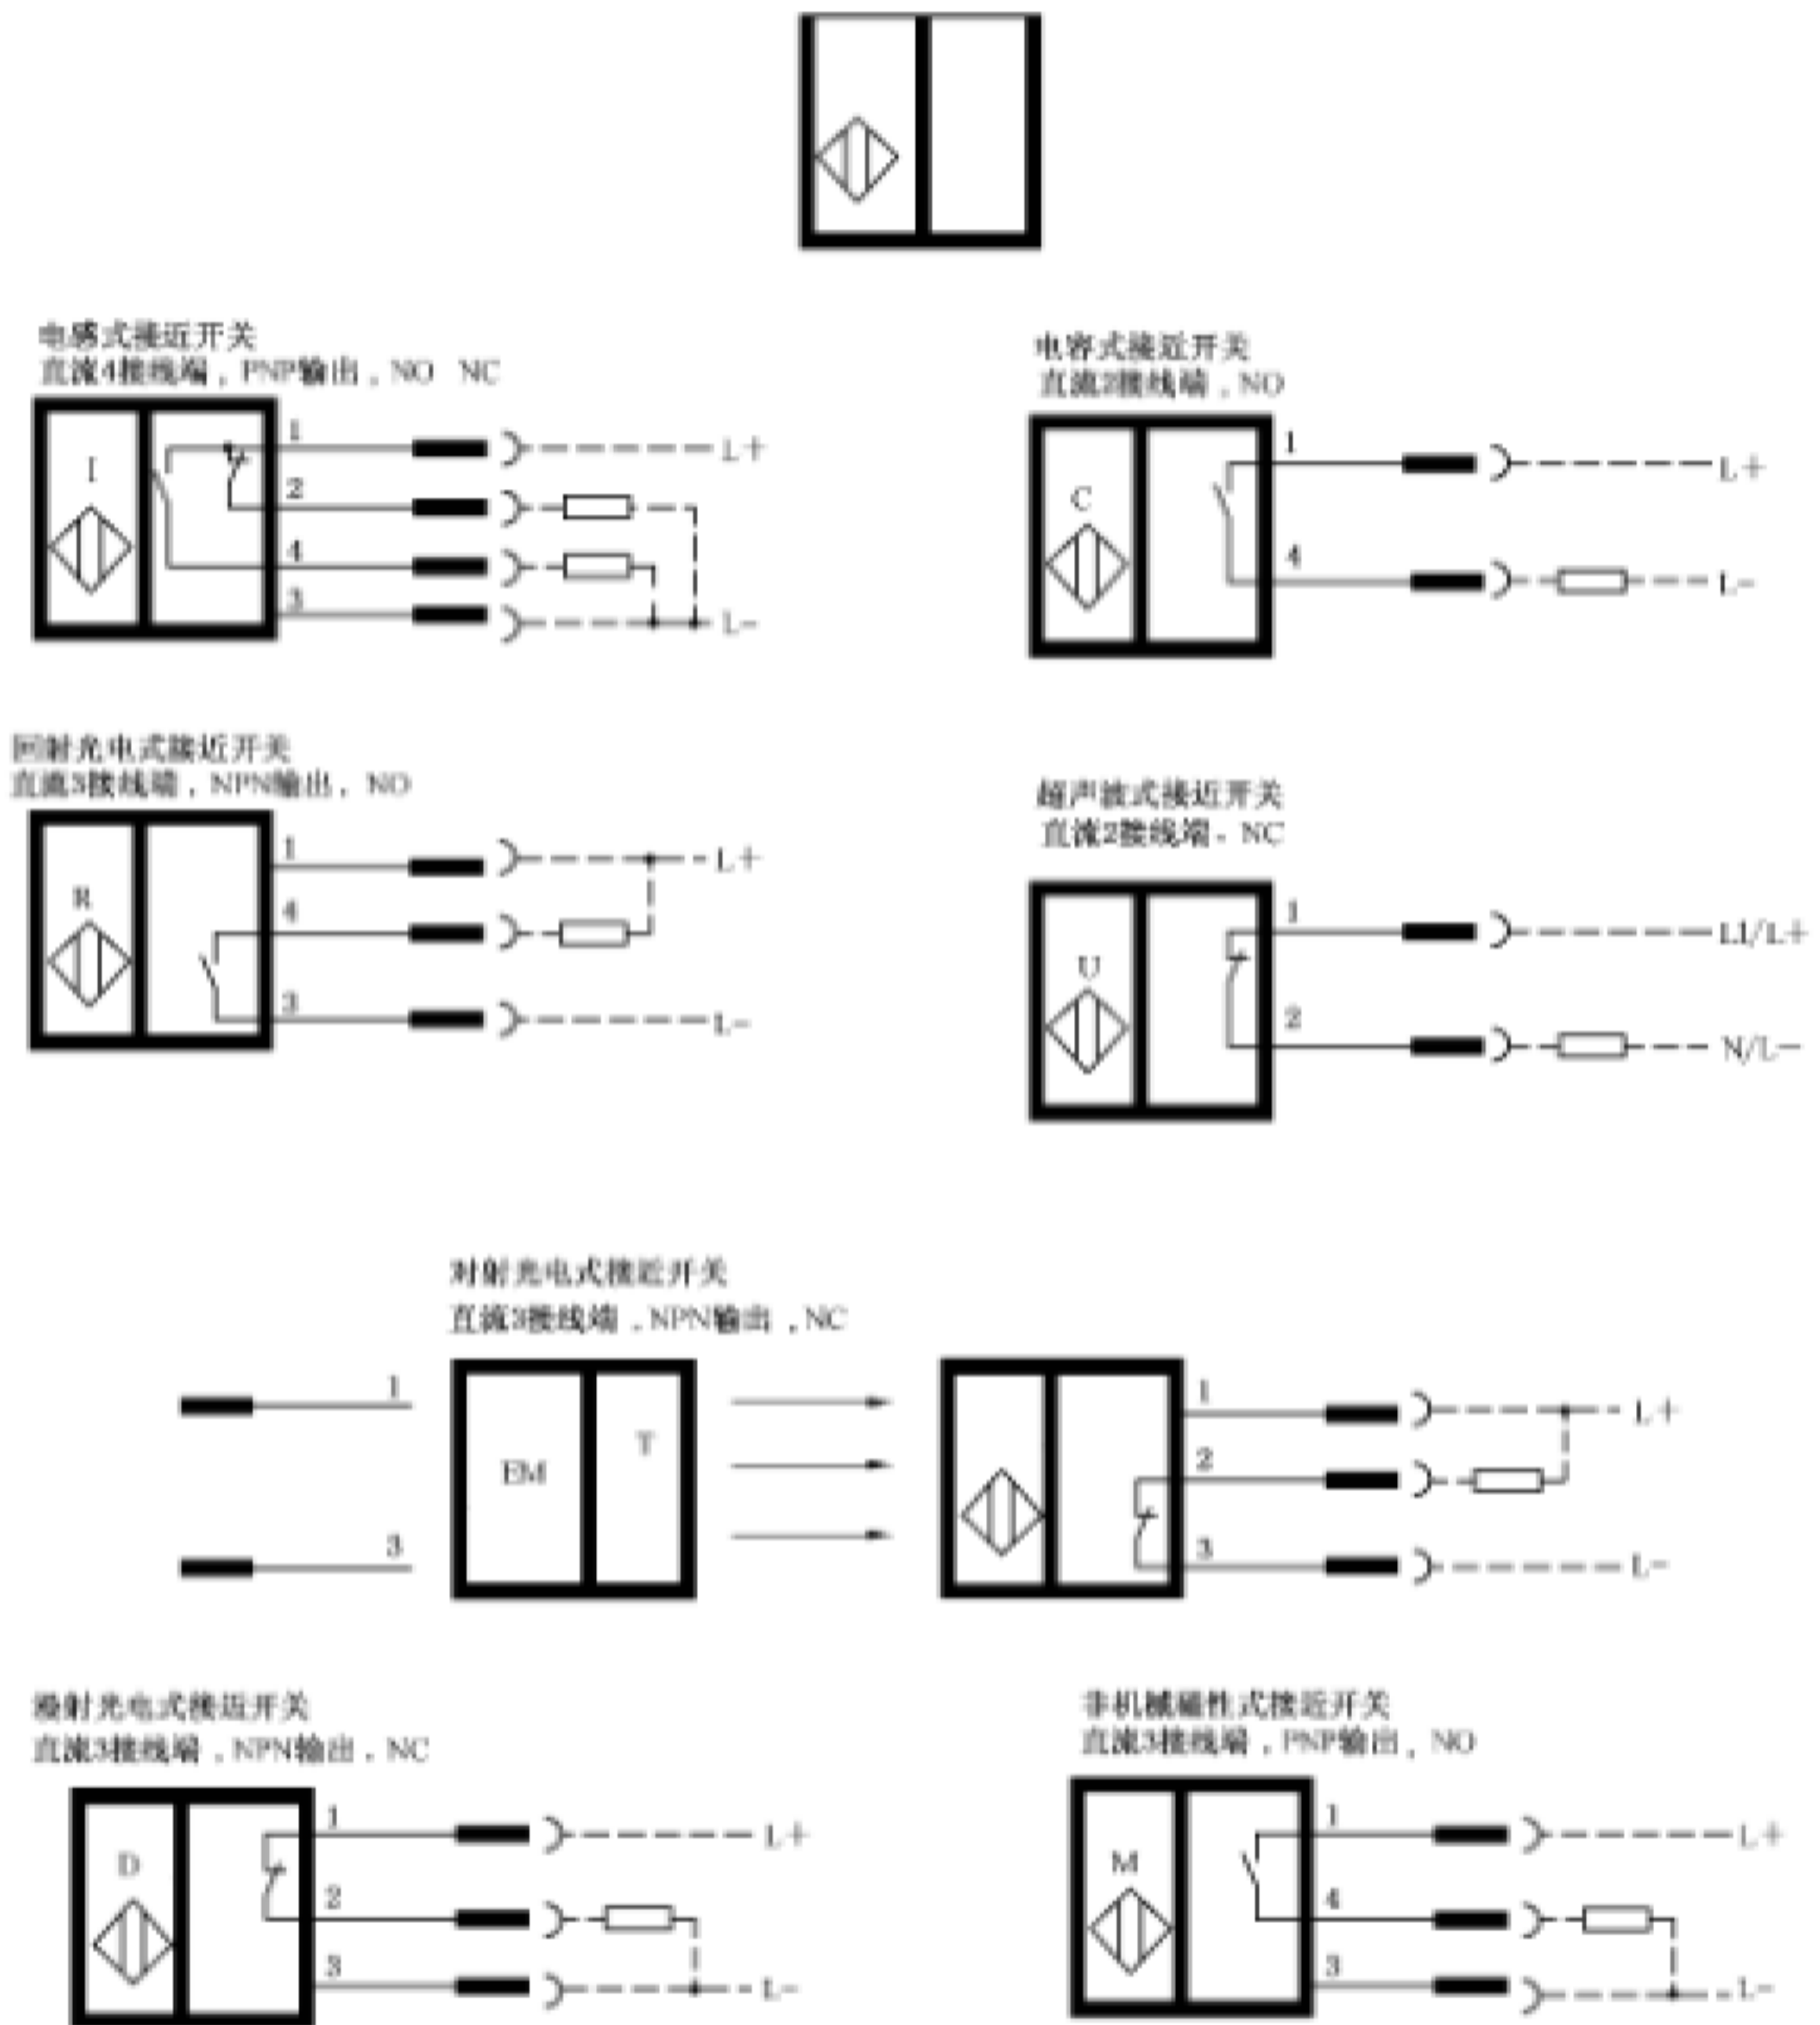 电感式接近开关
直流4接线端，PNP输出，NO NC
I
1
L+
2
4
3
L-
电容式接近开关
直流2接线端，NO
C
1
L+
4
L-
回射光电式接近开关
直流3接线端，NPN输出，NO
R
1
L+
4
3
L-
超声波式接近开关
直流2接线端，NC
U
1
L1/L+
2
N/L-
对射光电式接近开关
直流3接线端，NPN输出，NC
1
3
EM
T
1
L+
2
3
L-
漫射光电式接近开关
直流3接线端，NPN输出，NC
D
1
L+
2
3
L-
非机械磁性式接近开关
直流3接线端，PNP输出，NO
M
1
L+
4
3
L-